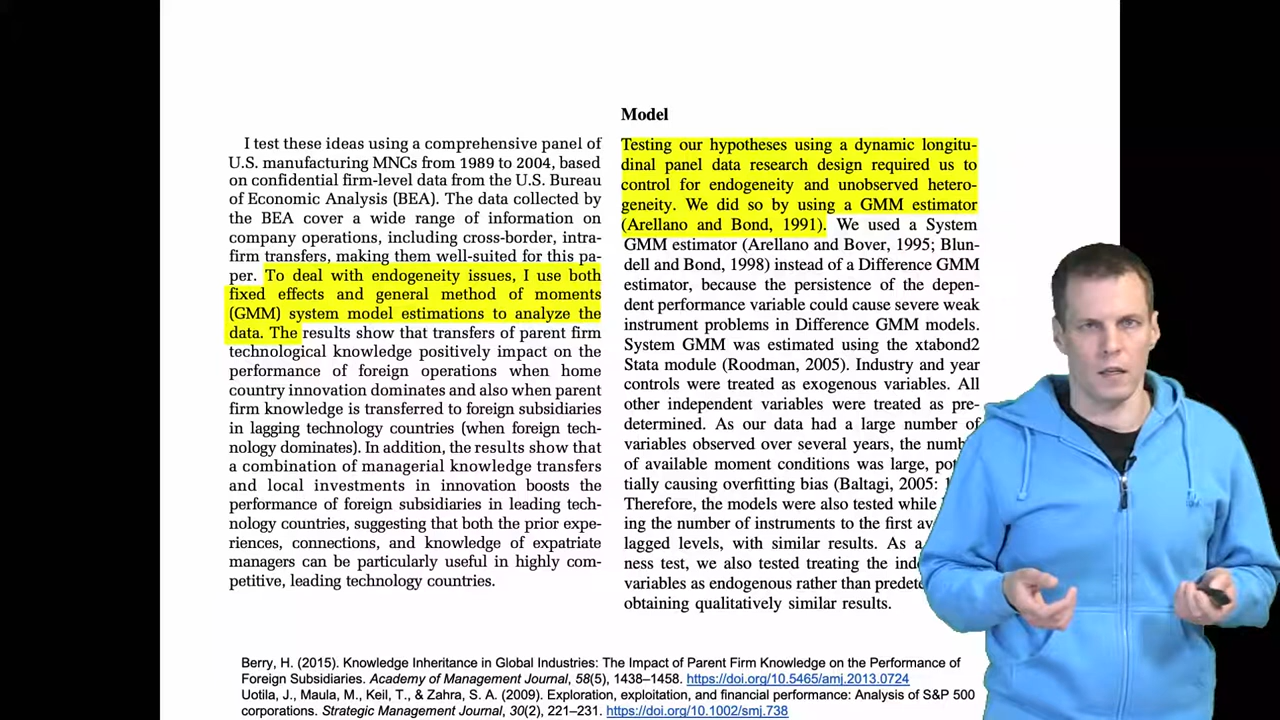 I test these ideas using a comprehensive panel of
U.S. manufacturing MNCs from 1989 to 2004, based
on confidential firm-level data from the U.S. Bureau
of Economic Analysis (BEA). The data collected by
the BEA cover a wide range of information on
company operations, including cross-border, intra-
firm transfers, making them well-suited for this pa-
per. To deal with endogeneity issues, I use both
fixed effects and general method of moments
(GMM) system model estimations to analyze the
data. The results show that transfers of parent firm
technological knowledge positively impact on the
performance of foreign operations when home
country innovation dominates and also when parent
firm knowledge is transferred to foreign subsidiaries
in lagging technology countries (when foreign tech-
nology dominates). In addition, the results show that
a combination of managerial knowledge transfers
and local investments in innovation boosts the
performance of foreign subsidiaries in leading tech-
nology countries, suggesting that both the prior expe-
riences, connections, and knowledge of expatriate
managers can be particularly useful in highly com-
petitive, leading technology countries.
Model
Testing our hypotheses using a dynamic longitu-
dinal panel data research design required us to
control for endogeneity and unobserved hetero-
geneity. We did so by using a GMM estimator
(Arellano and Bond, 1991). We used a System
GMM estimator (Arellano and Bover, 1995; Blun-
dell and Bond, 1998) instead of a Difference GMM
estimator, because the persistence of the depen-
dent performance variable could cause severe weak
instrument problems in Difference GMM models.
System GMM was estimated using the xtabond2
Stata module (Roodman, 2005). Industry and year
controls were treated as exogenous variables. All
other independent variables were treated as pre-
determined. As our data had a large number of
variables observed over several years, the
of available moment conditions was large,
tially causing overfitting bias (Baltagi, 2005:
Therefore, the models were also tested while
ing the number of instruments to the first
lagged levels, with similar results. As a
ness test, we also tested treating the
variables as endogenous rather than
obtaining qualitatively similar results.
Berry, H. (2015). Knowledge Inheritance in Global Industries: The Impact of Parent Firm Knowledge on the Performance of
Foreign Subsidiaries. Academy of Management Journal, 58(5), 1438–1458. https://doi.org/10.5465/amj.2013.0724
Uotila, J., Maula, M., Keil, T., & Zahra, S. A. (2009). Exploration, exploitation, and financial performance: Analysis of S&P 500
corporations. Strategic Management Journal, 30(2), 221–231. https://doi.org/10.1002/smj.738